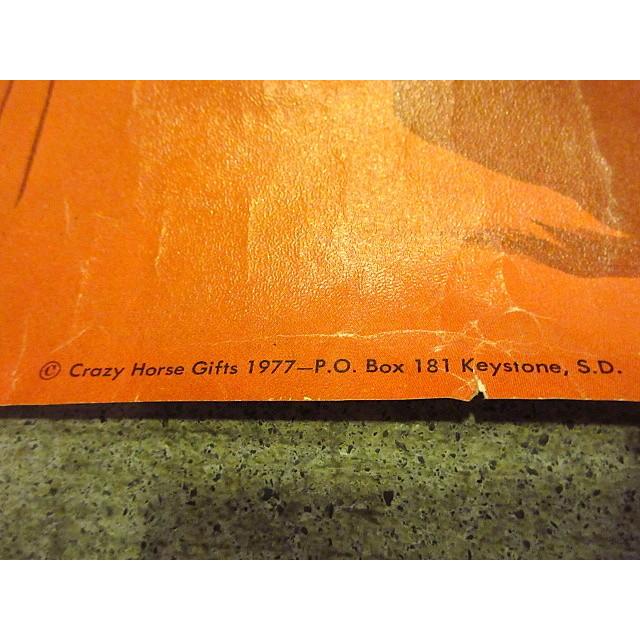 © Crazy Horse Gifts 1977—P.O. Box 181 Keystone, S.D.